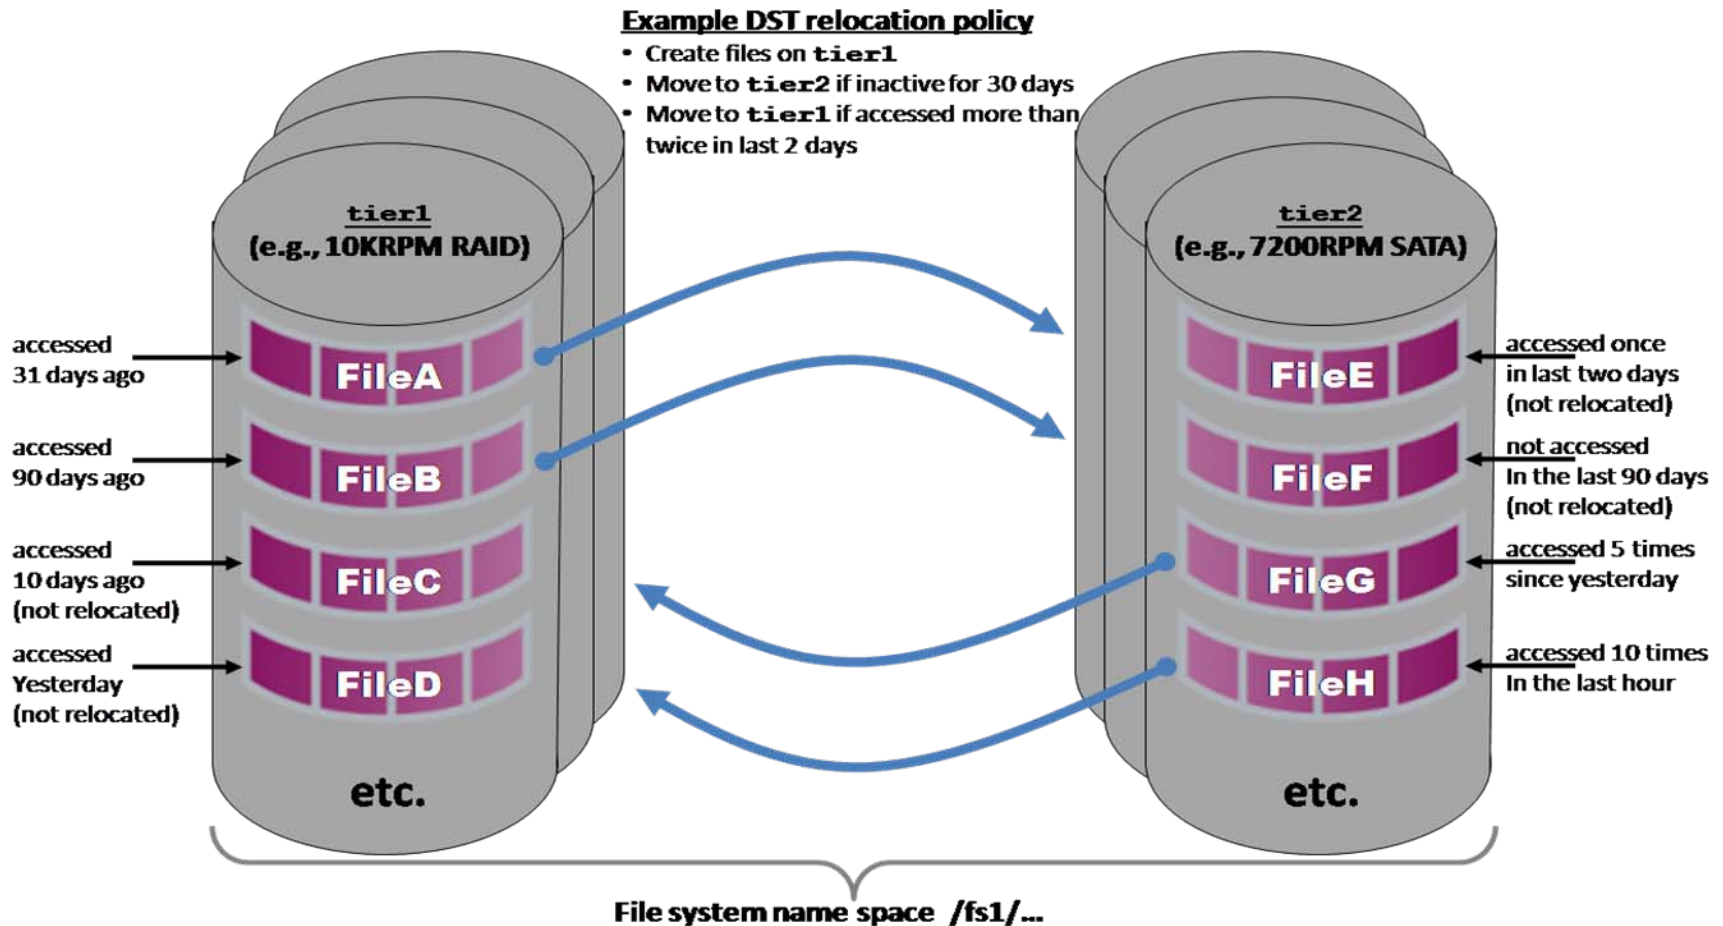 Example DST relocation policy
• Create files on tier1
• Move to tier2 if inactive for 30 days
• Move to tier1 if accessed more than
twice in last 2 days
tier1
(e.g., 10KRPM RAID)
accessed
31 days ago
FileA
accessed
90 days ago
FileB
accessed
10 days ago
(not relocated)
FileC
accessed
Yesterday
(not relocated)
FileD
etc.
tier2
(e.g., 7200RPM SATA)
FileE
accessed once
in last two days
(not relocated)
FileF
not accessed
In the last 90 days
(not relocated)
FileG
accessed 5 times
since yesterday
FileH
accessed 10 times
In the last hour
etc.
File system name space /fs1/...